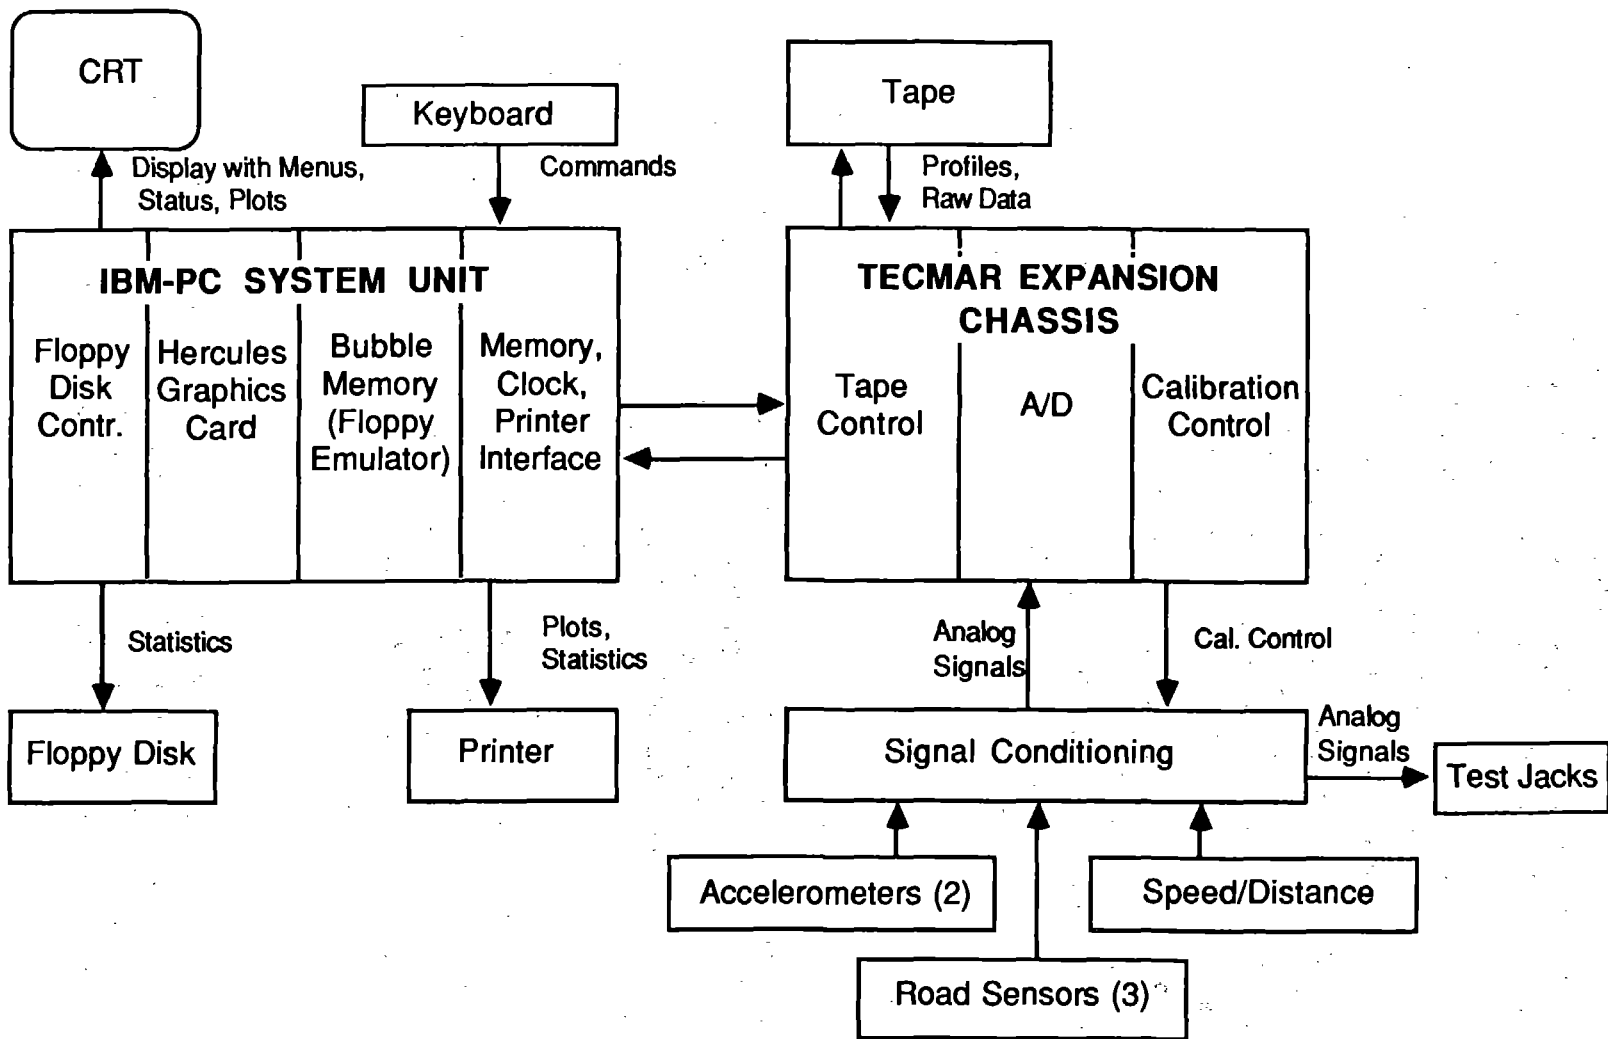 CRT
Keyboard
Tape
Display with Menus,
Status, Plots
Commands
Profiles,
Raw Data
IBM-PC SYSTEM UNIT
Floppy
Disk
Contr.
Hercules
Graphics
Card
Bubble
Memory
(Floppy
Emulator)
Memory,
Clock,
Printer
Interface
TECMAR EXPANSION
CHASSIS
Tape
Control
A/D
Calibration
Control
Statistics
Plots,
Statistics
Analog
Signals
Cal. Control
Floppy Disk
Printer
Signal Conditioning
Analog
Signals
Test Jacks
Accelerometers (2)
Speed/Distance
Road Sensors (3)